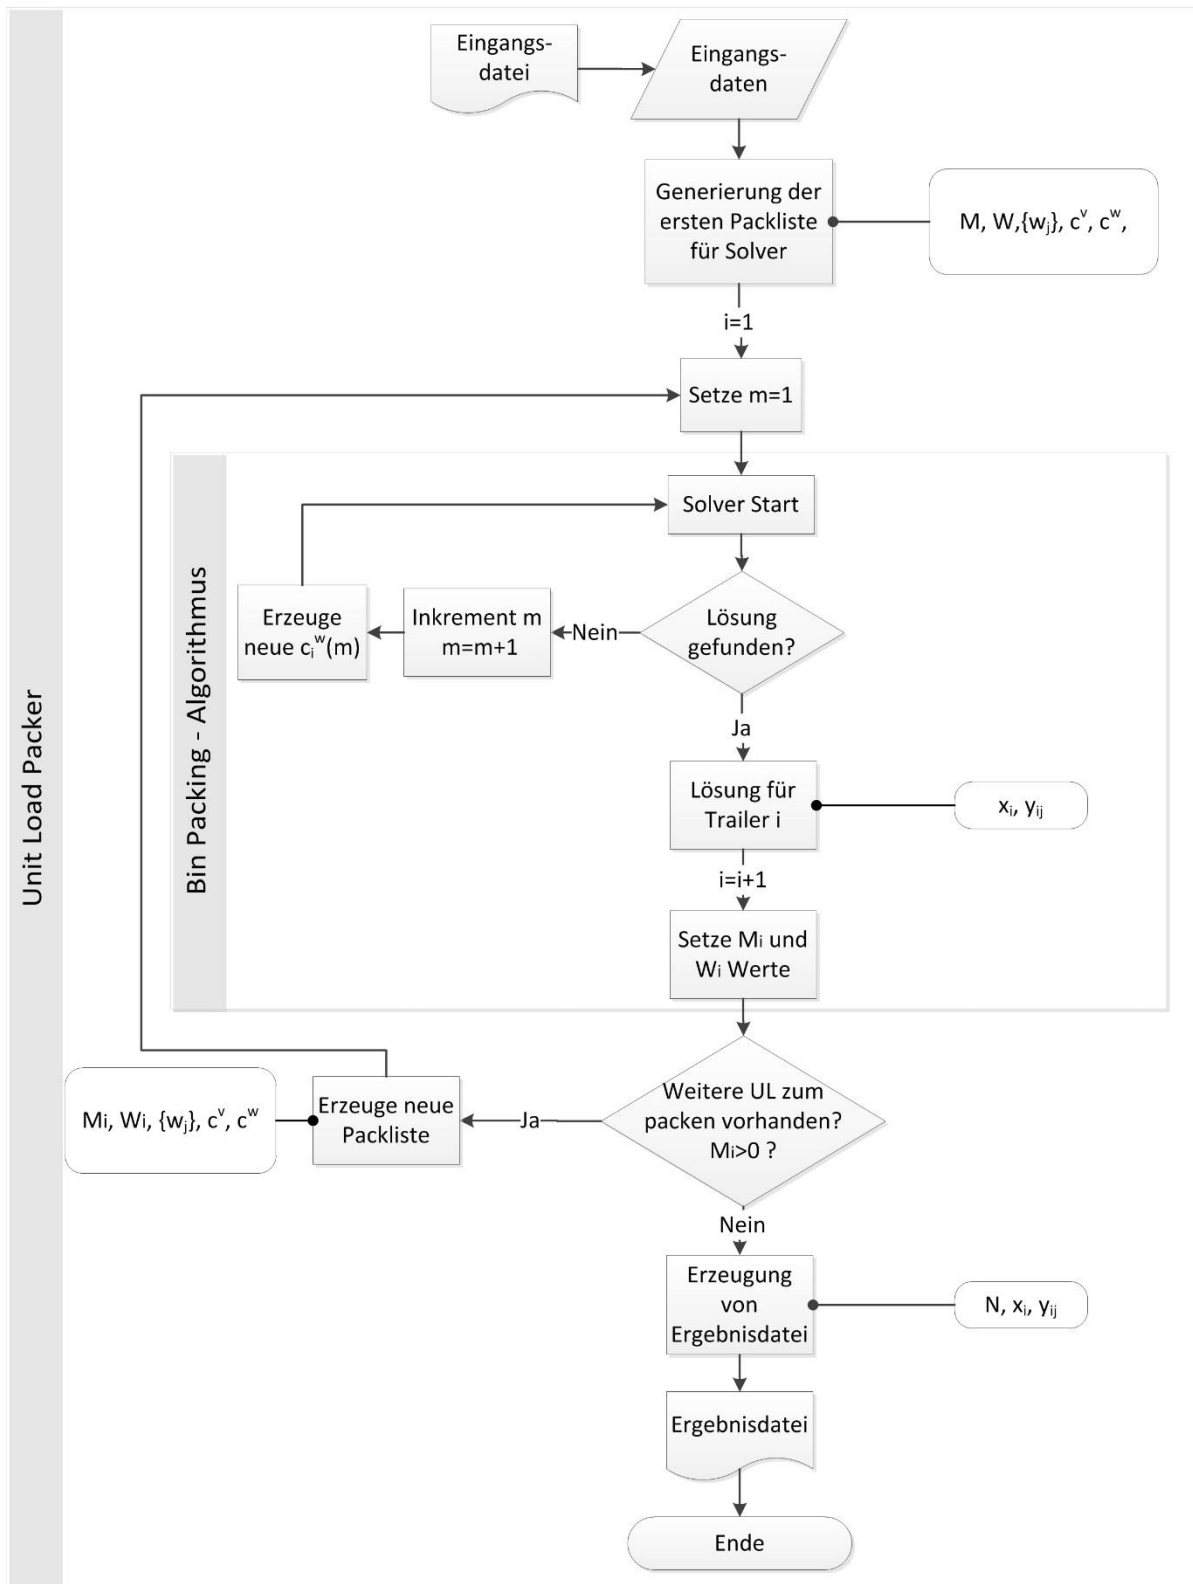 Unit Load Packer
Eingangs-
datei
Eingangs-
daten
Generierung der
ersten Packliste
für Solver
M, W,{wⱼ}, cᵛ, cʷ,
i=1
Setze m=1
Bin Packing - Algorithmus
Solver Start
Erzeuge
neue cᵢʷ(m)
Inkrement m
m=m+1
Nein
Lösung
gefunden?
Ja
Lösung für
Trailer i
xᵢ, yᵢⱼ
i=i+1
Setze Mᵢ und
Wᵢ Werte
Weitere UL zum
packen vorhanden?
Mᵢ>0 ?
Ja
Erzeuge neue
Packliste
Mᵢ, Wᵢ, {wⱼ}, cᵛ, cʷ
Nein
Erzeugung
von
Ergebnisdatei
N, xᵢ, yᵢⱼ
Ergebnisdatei
Ende